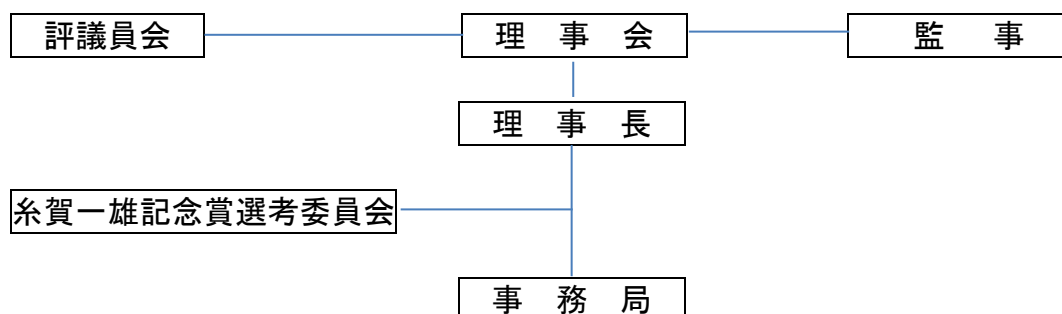 評議員会
理　事　会
監　　事
理　事　長
糸賀一雄記念賞選考委員会
事　務　局